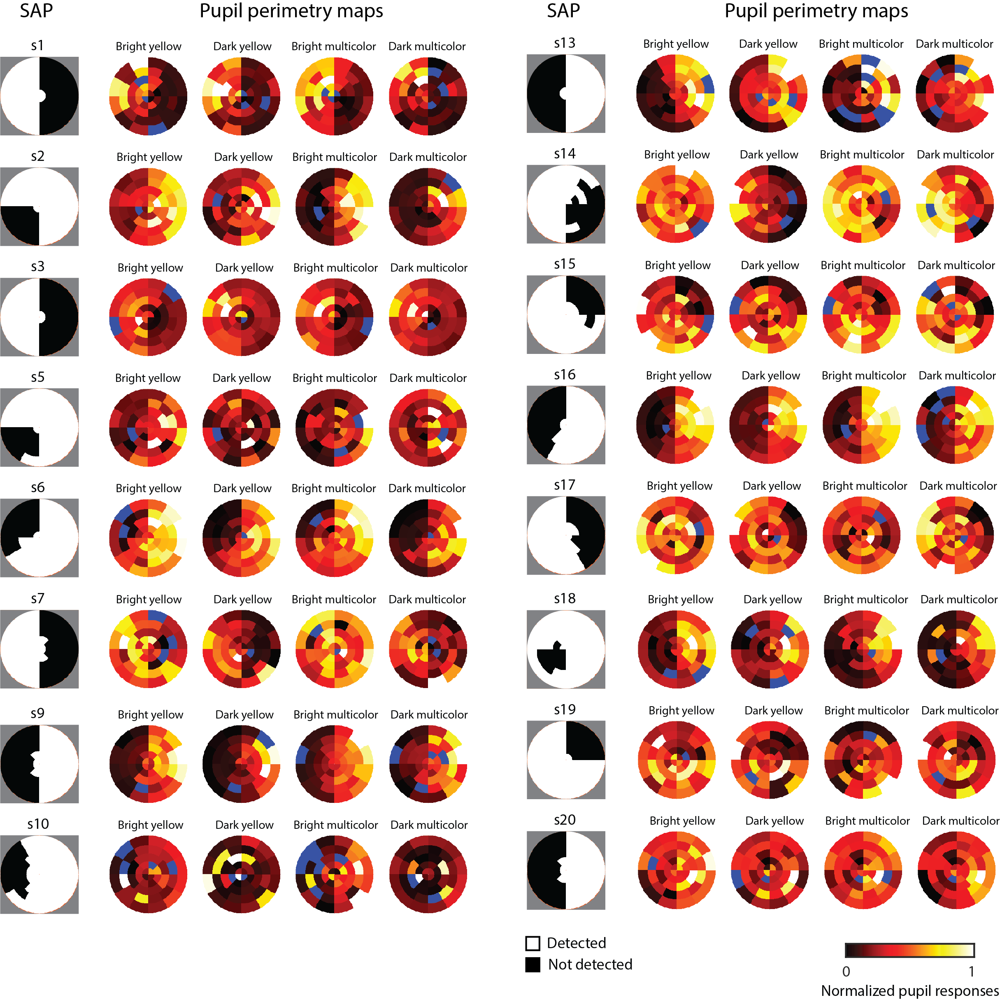 SAP Pupil perimetry maps SAP Pupil perimetry maps
s1
Bright yellow Dark yellow Bright multicolor Dark multicolor
s13
Bright yellow Dark yellow Bright multicolor Dark multicolor
s2
Bright yellow Dark yellow Bright multicolor Dark multicolor
s14
Bright yellow Dark yellow Bright multicolor Dark multicolor
s3
Bright yellow Dark yellow Bright multicolor Dark multicolor
s15
Bright yellow Dark yellow Bright multicolor Dark multicolor
s5
Bright yellow Dark yellow Bright multicolor Dark multicolor
s16
Bright yellow Dark yellow Bright multicolor Dark multicolor
s6
Bright yellow Dark yellow Bright multicolor Dark multicolor
s17
Bright yellow Dark yellow Bright multicolor Dark multicolor
s7
Bright yellow Dark yellow Bright multicolor Dark multicolor
s18
Bright yellow Dark yellow Bright multicolor Dark multicolor
s9
Bright yellow Dark yellow Bright multicolor Dark multicolor
s19
Bright yellow Dark yellow Bright multicolor Dark multicolor
s10
Bright yellow Dark yellow Bright multicolor Dark multicolor
s20
Bright yellow Dark yellow Bright multicolor Dark multicolor
Detected
Not detected
0 1
Normalized pupil responses